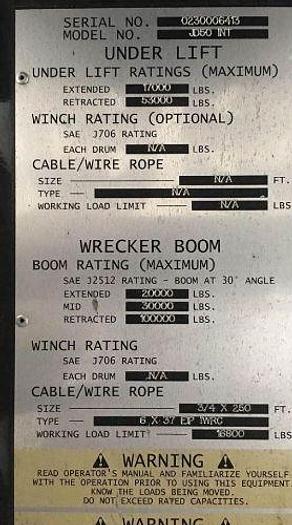 SERIAL NO. 0230006413
MODEL NO. JD50 INT
UNDER LIFT
UNDER LIFT RATINGS (MAXIMUM)
EXTENDED 17000 LBS.
RETRACTED 53000 LBS.
WINCH RATING (OPTIONAL)
SAE J706 RATING
EACH DRUM N/A LBS.
CABLE/WIRE ROPE
SIZE N/A FT.
TYPE N/A
WORKING LOAD LIMIT N/A LBS
WRECKER BOOM
BOOM RATING (MAXIMUM)
SAE J2512 RATING - BOOM AT 30° ANGLE
EXTENDED 20000 LBS
MID 30000 LBS
RETRACTED 100000 LBS.
WINCH RATING
SAE J706 RATING
EACH DRUM N/A LBS.
CABLE/WIRE ROPE
SIZE 3/4 X 250 FT.
TYPE 6 X 37 EIP IWRC
WORKING LOAD LIMIT 16800 LBS.
WARNING
READ OPERATOR'S MANUAL AND FAMILIARIZE YOURSELF
WITH THE OPERATION PRIOR TO USING THIS EQUIPMENT.
KNOW THE LOADS BEING MOVED.
DO NOT EXCEED RATED CAPACITIES.
WARNING